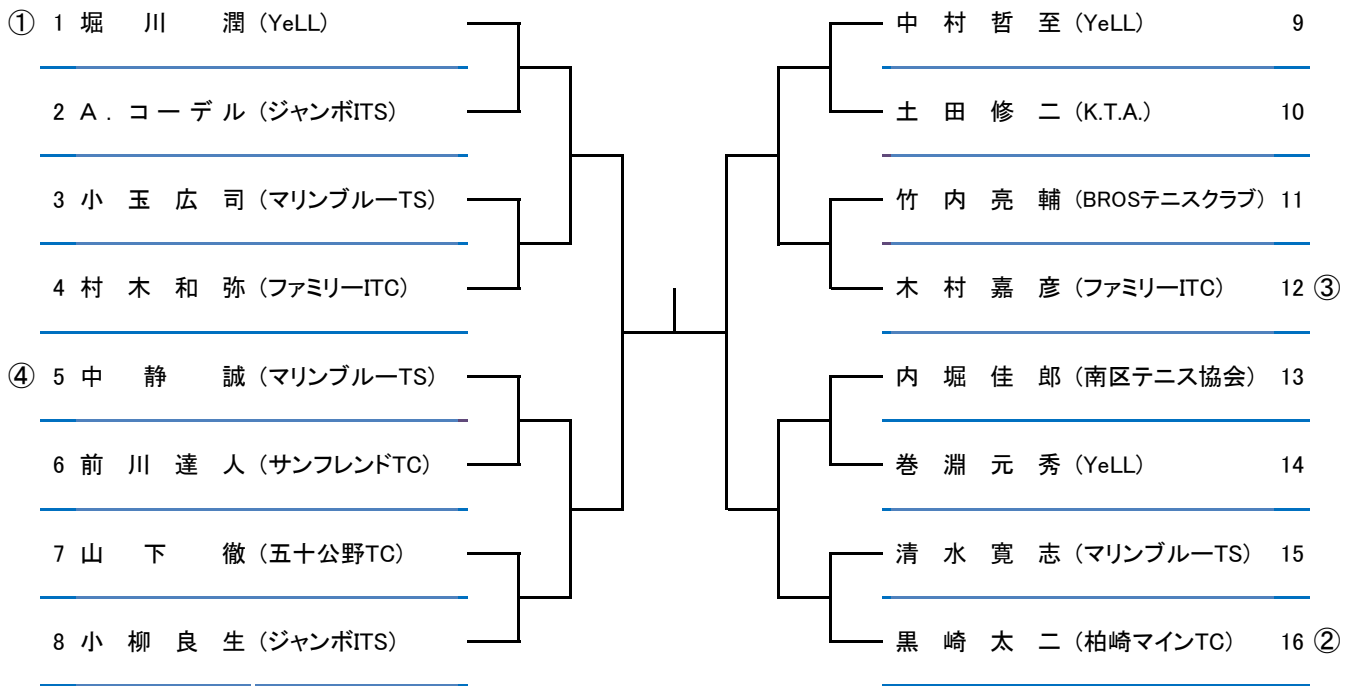 ① 1 堀川潤 (YeLL)
2 A.コーデル (ジャンボITS)
3 小玉広司 (マリンブルーTS)
4 村木和弥 (ファミリーITC)
④ 5 中静誠 (マリンブルーTS)
6 前川達人 (サンフレンドTC)
7 山下徹 (五十公野TC)
8 小柳良生 (ジャンボITS)
中村哲至 (YeLL) 9
土田修二 (K.T.A.) 10
竹内亮輔 (BROSテニスクラブ) 11
木村嘉彦 (ファミリーITC) 12 ③
内堀佳郎 (南区テニス協会) 13
巻淵元秀 (YeLL) 14
清水寛志 (マリンブルーTS) 15
黒崎太二 (柏崎マインTC) 16 ②